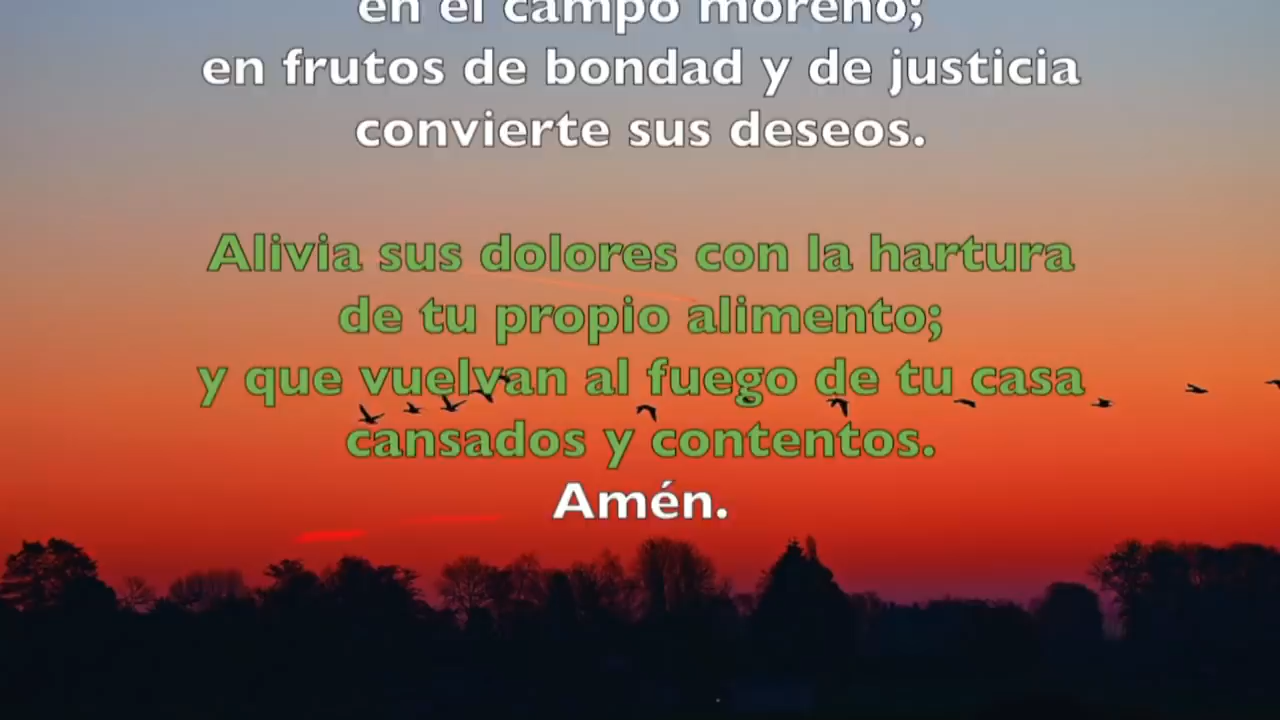 en el campo moreno;
en frutos de bondad y de justicia
convierte sus deseos.
Alivia sus dolores con la hartura
de tu propio alimento;
y que vuelvan al fuego de tu casa
cansados y contentos.
Amén.